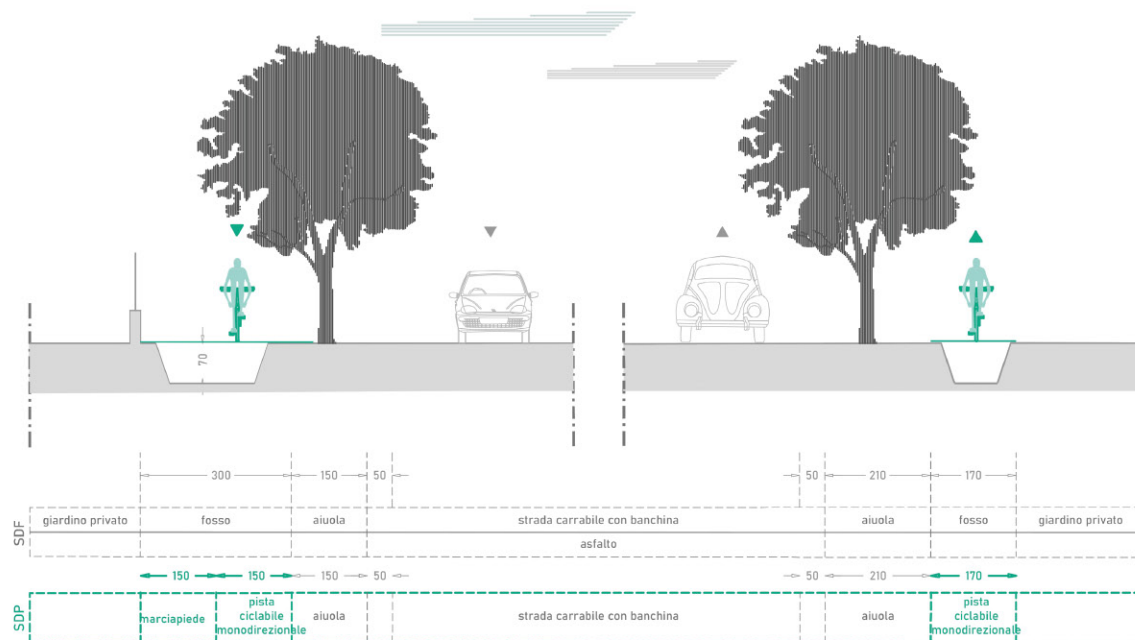 70
300 150 50 50 210 170
SDF
giardino privato fosso aiuola strada carrabile con banchina aiuola fosso giardino privato
asfalto
150 150 150 50 50 210 170
SDP
marciapiede pista ciclabile monodirezionale aiuola strada carrabile con banchina aiuola pista ciclabile monodirezionale